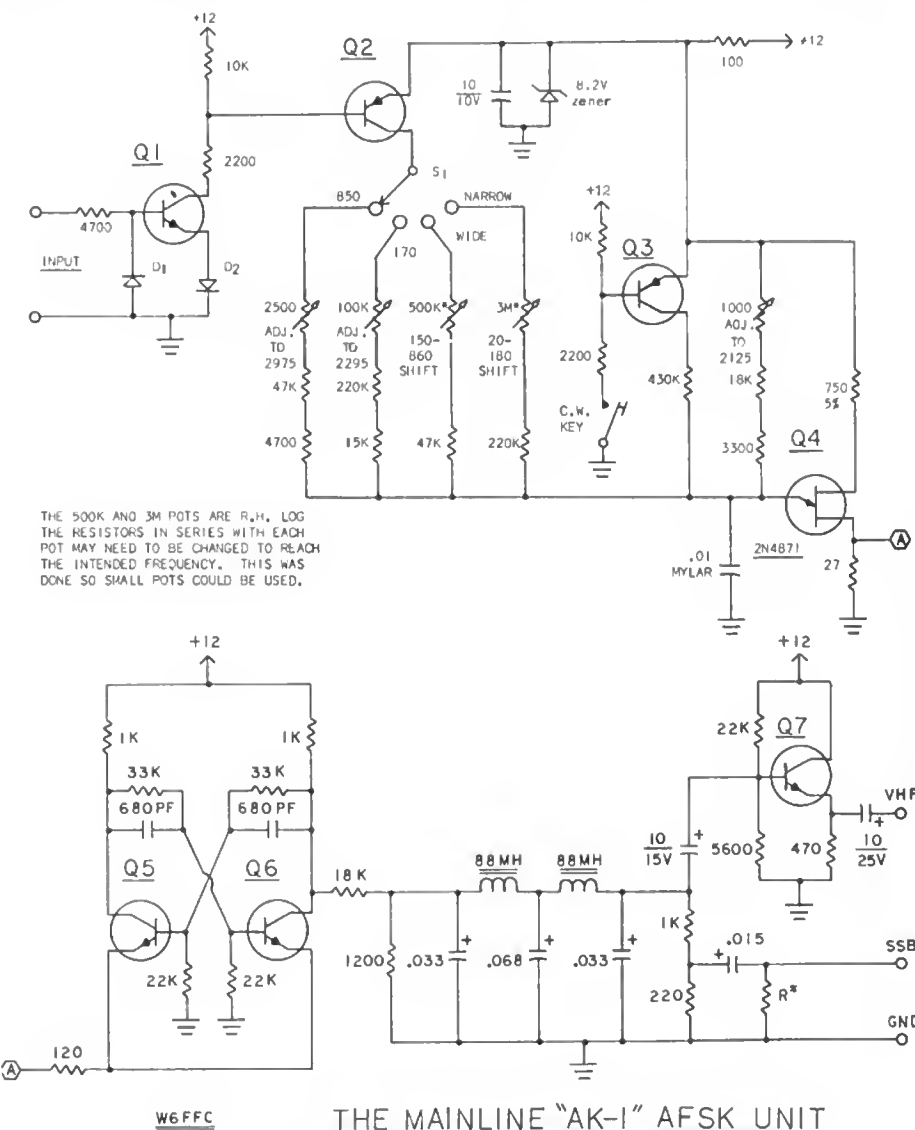 +12
10K
2200
Q1
4700
INPUT
D1
D2
Q2
10
10V
8.2V
zener
100
+12
S1
850
170
WIDE
NARROW
2500
ADJ.
TO
2975
47K
4700
100K
ADJ.
TO
2295
220K
15K
500K*
150-
860
SHIFT
47K
3M*
20-
180
SHIFT
220K
+12
10K
Q3
2200
C.W.
KEY
430K
1000
ADJ.
TO
2125
18K
3300
750
5%
Q4
2N4871
.01
MYLAR
27
A
THE 500K AND 3M POTS ARE R.H. LOG
THE RESISTORS IN SERIES WITH EACH
POT MAY NEED TO BE CHANGED TO REACH
THE INTENDED FREQUENCY. THIS WAS
DONE SO SMALL POTS COULD BE USED.
+12
1K
1K
33K
33K
680PF
680PF
Q5
Q6
22K
22K
A
120
18K
1200
.033
+
88MH
.068
+
88MH
.033
+
10
15V
+
+12
22K
Q7
5600
470
10
25V
+
VHF
1K
220
+
.015
R*
SSB
GND
W6FFC
THE MAINLINE "AK-1" AFSK UNIT